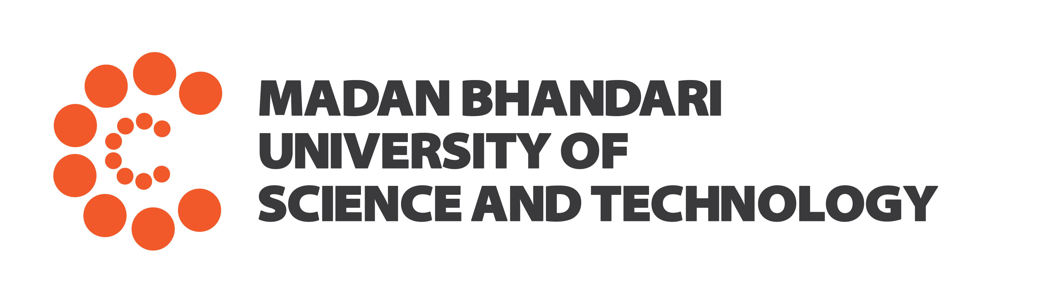 MADAN BHANDARI
UNIVERSITY OF
SCIENCE AND TECHNOLOGY